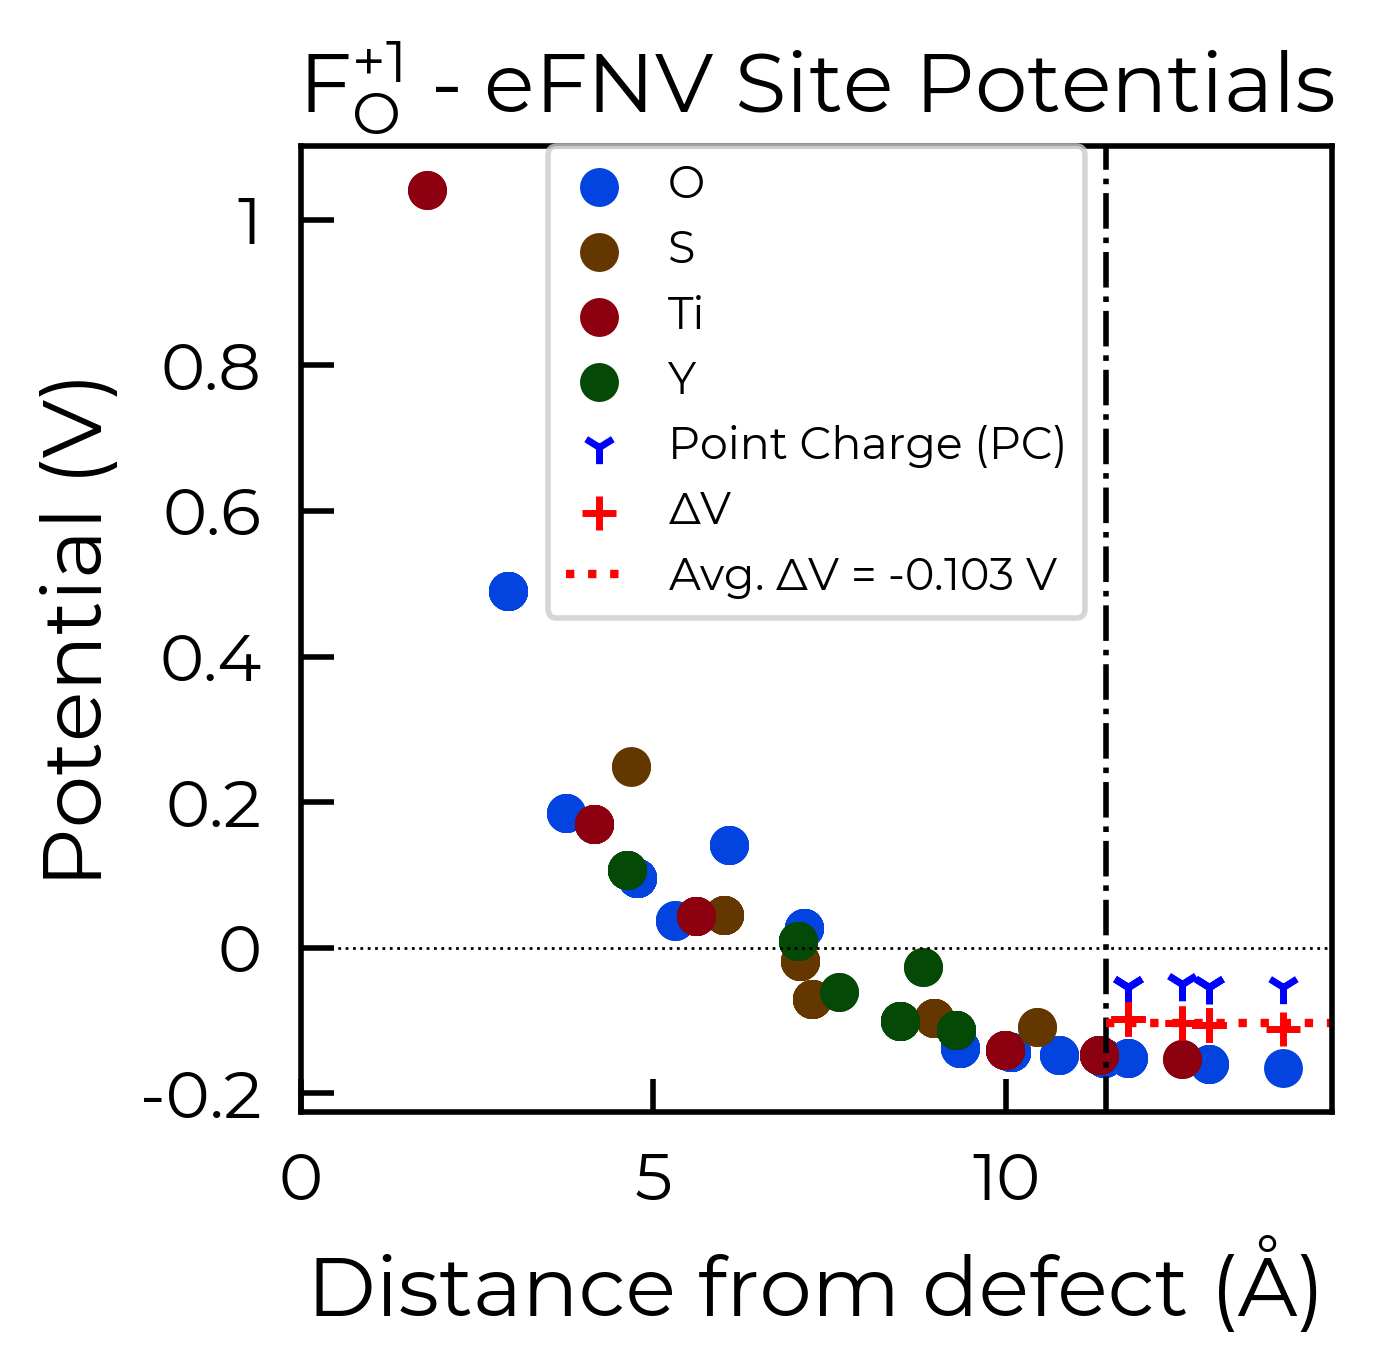 F_O^{+1} - eFNV Site Potentials
O
S
Ti
Y
Point Charge (PC)
ΔV
Avg. ΔV = -0.103 V
Potential (V)
1
0.8
0.6
0.4
0.2
0
-0.2
0 5 10
Distance from defect (Å)